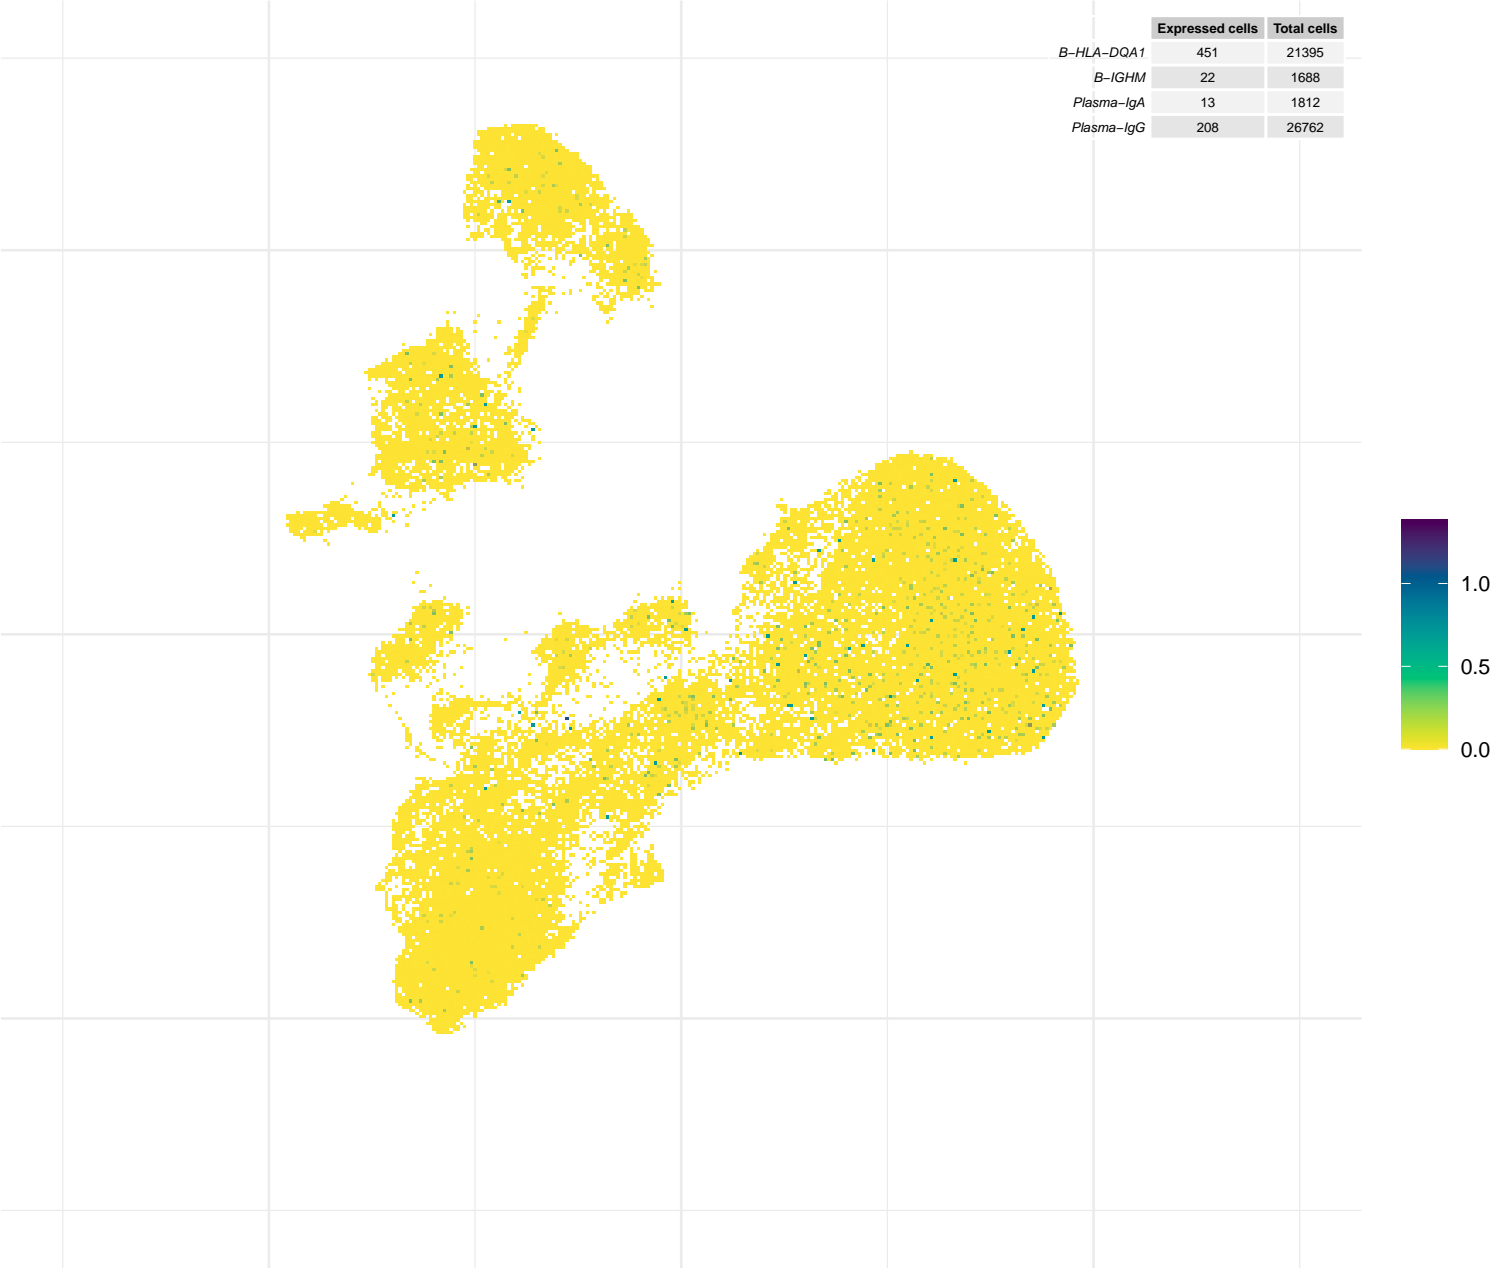 Expressed cells Total cells
B−HLA−DQA1 451 21395
B−IGHM 22 1688
Plasma−IgA 13 1812
Plasma−IgG 208 26762
1.0
0.5
0.0